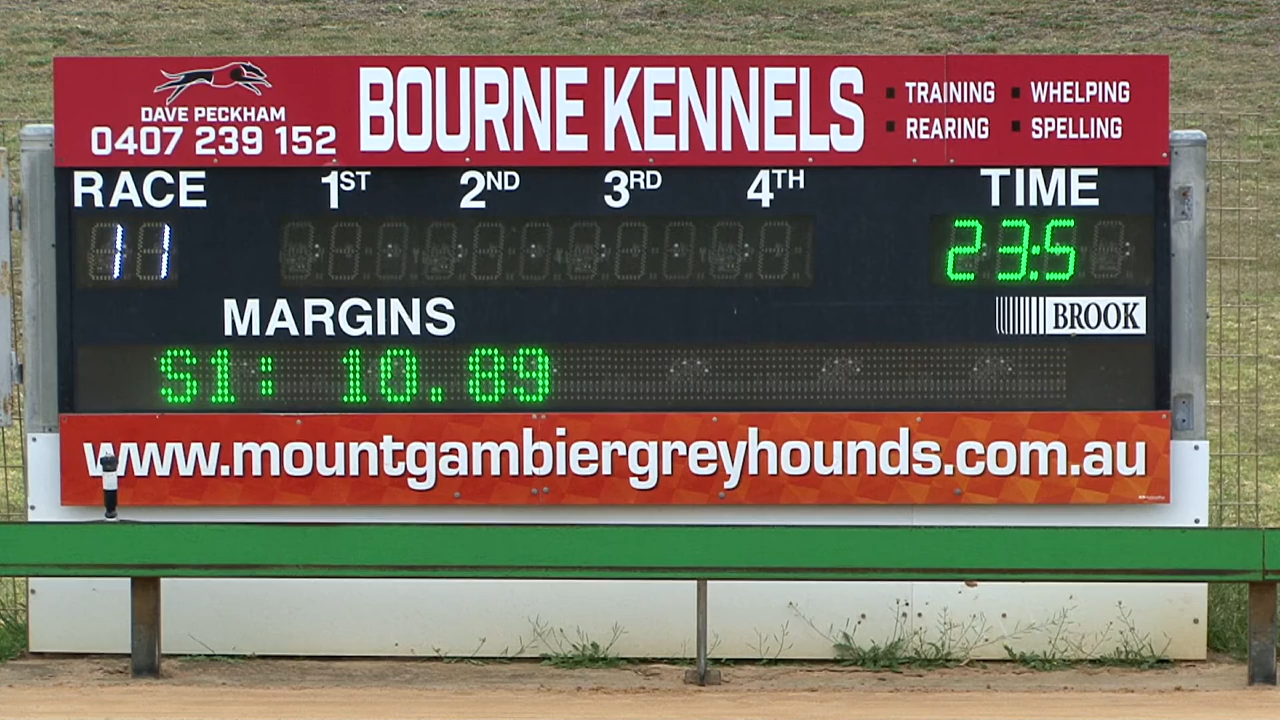 DAVE PECKHAM
0407 239 152
BOURNE KENNELS
TRAINING
WHELPING
REARING
SPELLING
RACE 1ST 2ND 3RD 4TH TIME
11 23:5
MARGINS
BROOK
S1: 10.89
www.mountgambiergreyhounds.com.au